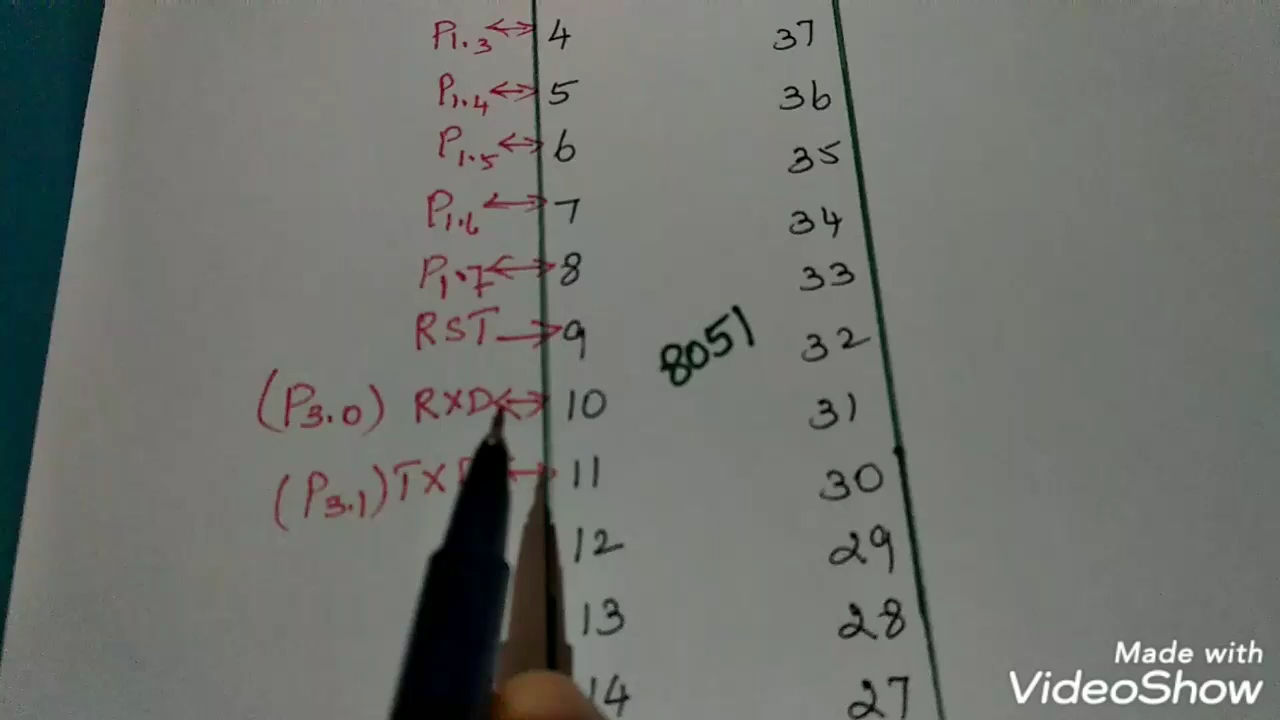 P1.3 ↔ 4 37
P1.4 ↔ 5 36
P1.5 ↔ 6 35
P1.6 ↔ 7 34
P1.7 ↔ 8 33
RST → 9 32
8051
(P3.0) RXD ↔ 10 31
(P3.1) TX ↔ 11 30
12 29
13 28
14 27
Made with
VideoShow